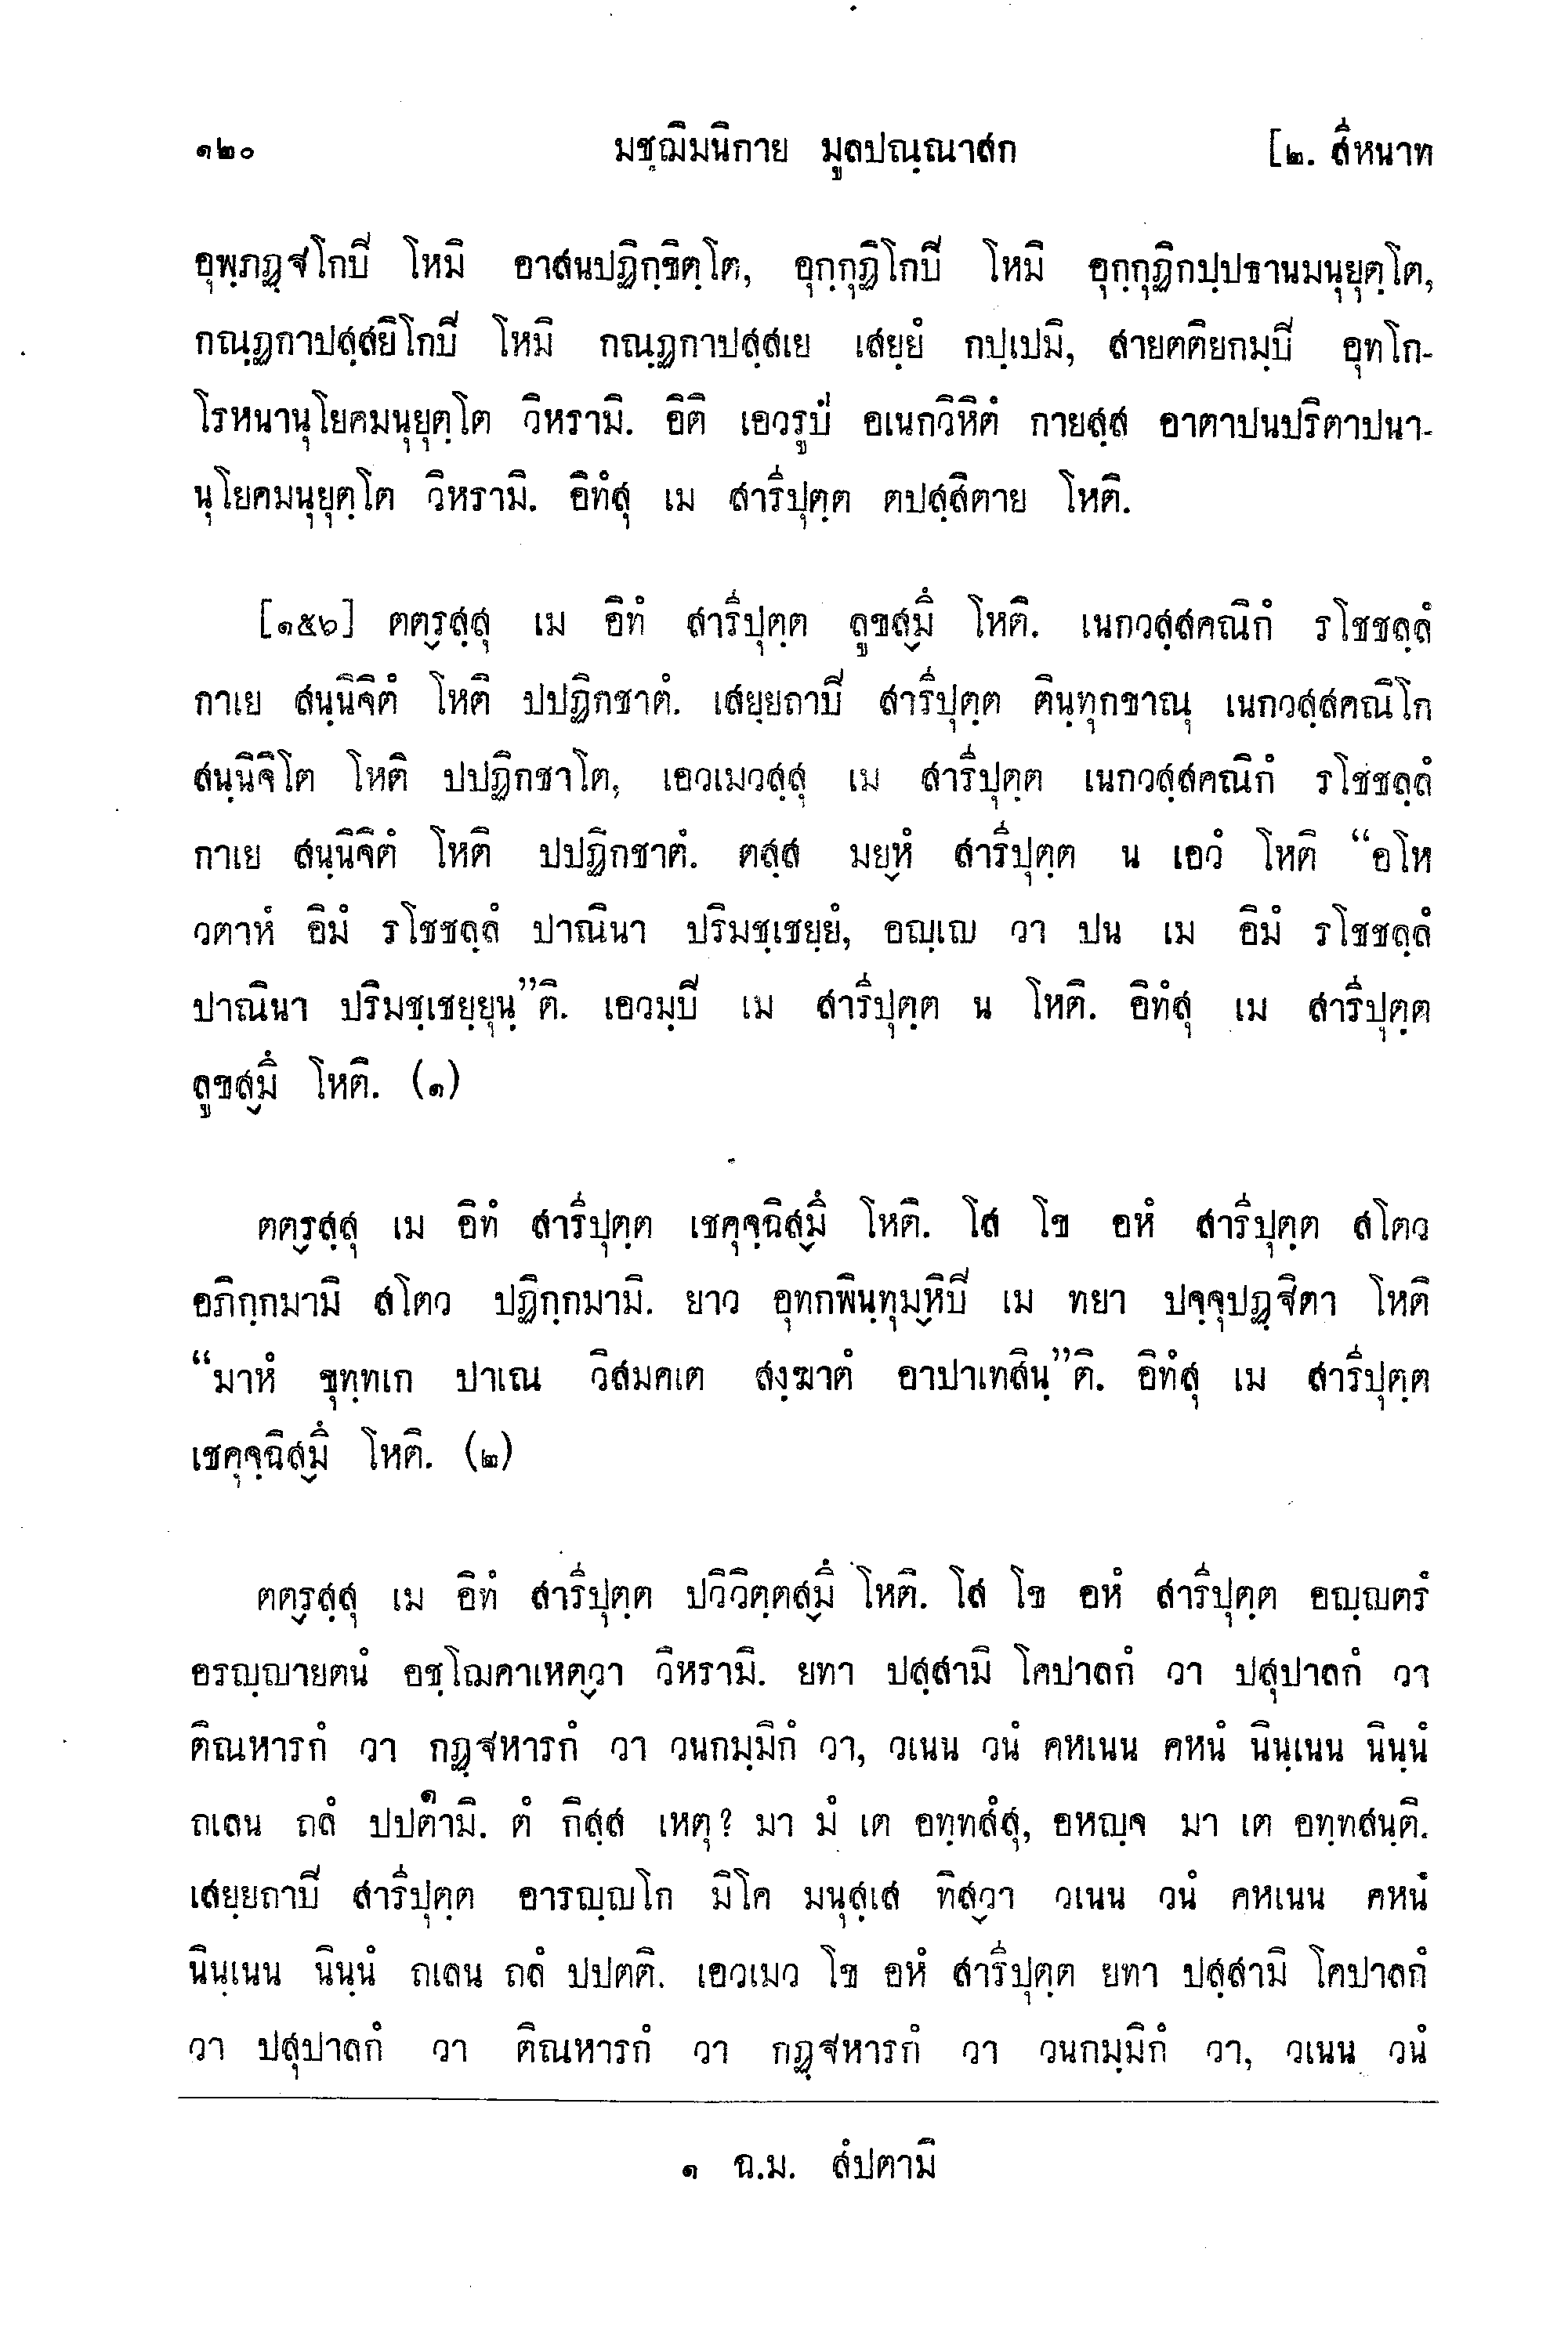 ๑๒๐ มชฺฌิมนิกาย มูลปณฺณาสก [๒. สีหนาท
อุพฺภฏฺฐโกปิ โหมิ อาสนปฏิกฺขิตฺโต, อุกฺกุฏิโกปิ โหมิ อุกฺกุฏิกปฺปธานมนุยุตฺโต,
กณฺฏกาปสฺสยิโกปิ โหมิ กณฺฏกาปสฺสเย เสยฺยํ กปฺเปมิ, สายตติยกมฺปิ อุทโก-
โรหนานุโยคมนุยุตฺโต วิหรามิ. อิติ เอวรูปํ อเนกวิหิตํ กายสฺส อาตาปนปริตาปนา-
นุโยคมนุยุตฺโต วิหรามิ. อิทํสุ เม สาริปุตฺต ตปสฺสิตาย โหติ.
[๑๕๖] ตตฺรสฺสุ เม อิทํ สาริปุตฺต ลูขสฺมึ โหติ. เนกวสฺสคณิกํ รโชชลฺลํ
กาเย สนฺนิจิตํ โหติ ปปฏิกชาตํ. เสยฺยถาปิ สาริปุตฺต ตินฺทุกขาณุ เนกวสฺสคณิโก
สนฺนิจิโต โหติ ปปฏิกชาโต, เอวเมวสฺสุ เม สาริปุตฺต เนกวสฺสคณิกํ รโชชลฺลํ
กาเย สนฺนิจิตํ โหติ ปปฏิกชาตํ. ตสฺส มยฺหํ สาริปุตฺต น เอวํ โหติ “อโห
วตาหํ อิมํ รโชชลฺลํ ปาณินา ปริมชฺเชยฺยํ, อญฺเญ วา ปน เม อิมํ รโชชลฺลํ
ปาณินา ปริมชฺเชยฺยุนฺ”ติ. เอวมฺปิ เม สาริปุตฺต น โหติ. อิทํสุ เม สาริปุตฺต
ลูขสฺมึ โหติ. (๑)
ตตฺรสฺสุ เม อิทํ สาริปุตฺต เชคุจฺฉิสฺมึ โหติ. โส โข อหํ สาริปุตฺต สโตว
อภิกฺกมามิ สโตว ปฏิกฺกมามิ. ยาว อุทกพินฺทุมฺหิปิ เม ทยา ปจฺจุปฏฺฐิตา โหติ
“มาหํ ขุทฺทเก ปาเณ วิสมคเต สงฺฆาตํ อาปาเทสินฺ”ติ. อิทํสุ เม สาริปุตฺต
เชคุจฺฉิสฺมึ โหติ. (๒)
ตตฺรสฺสุ เม อิทํ สาริปุตฺต ปวิวิตฺตสฺมึ โหติ. โส โข อหํ สาริปุตฺต อญฺญตรํ
อรญฺญายตนํ อชฺโฌคาเหตฺวา วิหรามิ. ยทา ปสฺสามิ โคปาลกํ วา ปสุปาลกํ วา
ติณหารกํ วา กฏฺฐหารกํ วา วนกมฺมิกํ วา, วเนน วนํ คหเนน คหนํ นินฺเนน นินฺนํ
ถเลน ถลํ ปปตามิ๑. ตํ กิสฺส เหตุ? มา มํ เต อทฺทสํสุ, อหญฺจ มา เต อทฺทสนฺติ.
เสยฺยถาปิ สาริปุตฺต อารญฺญโก มิโค มนุสฺเส ทิสฺวา วเนน วนํ คหเนน คหนํ
นินฺเนน นินฺนํ ถเลน ถลํ ปปตติ. เอวเมว โข อหํ สาริปุตฺต ยทา ปสฺสามิ โคปาลกํ
วา ปสุปาลกํ วา ติณหารกํ วา กฏฺฐหารกํ วา วนกมฺมิกํ วา, วเนน วนํ
๑ ฉ.ม. สํปตามิ